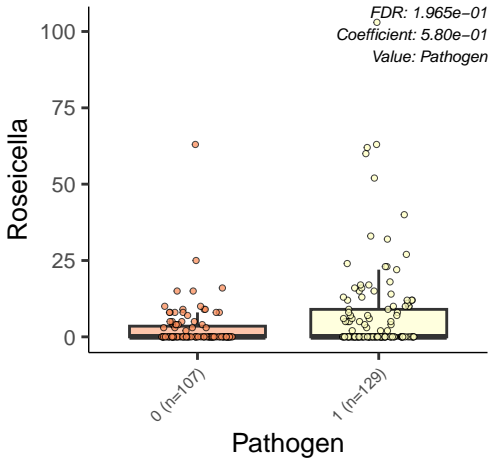 FDR: 1.965e−01
Coefficient: 5.80e−01
Value: Pathogen
100
75
50
25
0
Roseicella
0 (n=107)
1 (n=129)
Pathogen